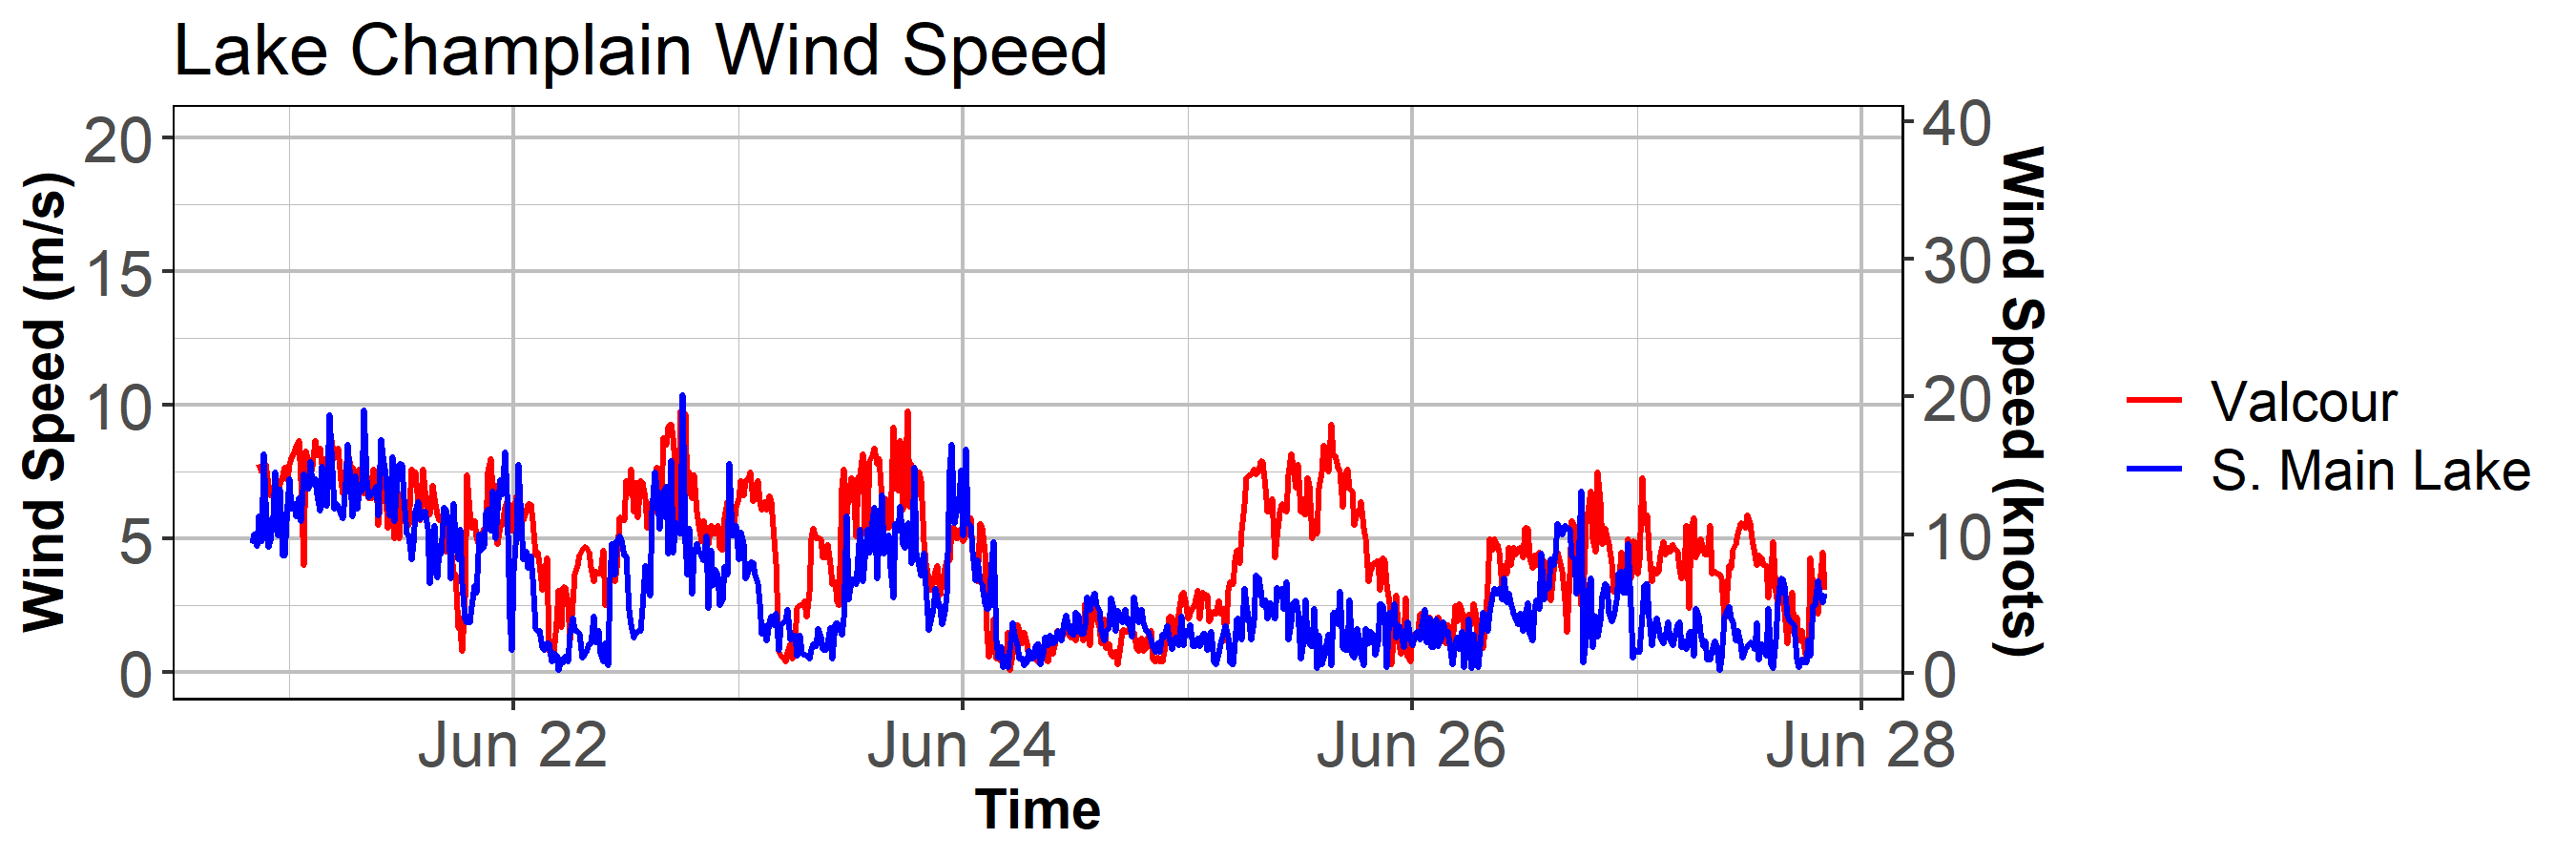 Lake Champlain Wind Speed
Wind Speed (m/s)
20
15
10
5
0
40
30
20
10
0
Wind Speed (knots)
Jun 22
Jun 24
Jun 26
Jun 28
Time
Valcour
S. Main Lake